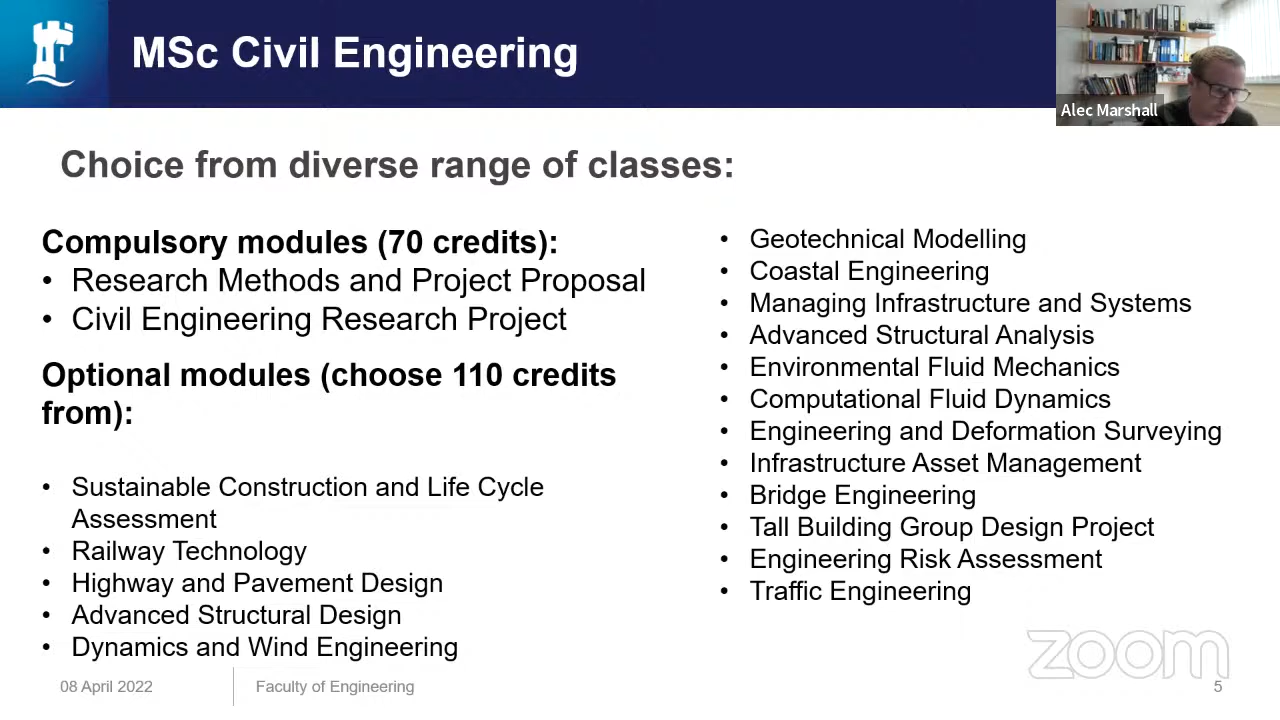 MSc Civil Engineering
Alec Marshall
Choice from diverse range of classes:
Compulsory modules (70 credits):
• Research Methods and Project Proposal
• Civil Engineering Research Project
Optional modules (choose 110 credits
from):
• Sustainable Construction and Life Cycle
Assessment
• Railway Technology
• Highway and Pavement Design
• Advanced Structural Design
• Dynamics and Wind Engineering
• Geotechnical Modelling
• Coastal Engineering
• Managing Infrastructure and Systems
• Advanced Structural Analysis
• Environmental Fluid Mechanics
• Computational Fluid Dynamics
• Engineering and Deformation Surveying
• Infrastructure Asset Management
• Bridge Engineering
• Tall Building Group Design Project
• Engineering Risk Assessment
• Traffic Engineering
zoom
08 April 2022
Faculty of Engineering
5